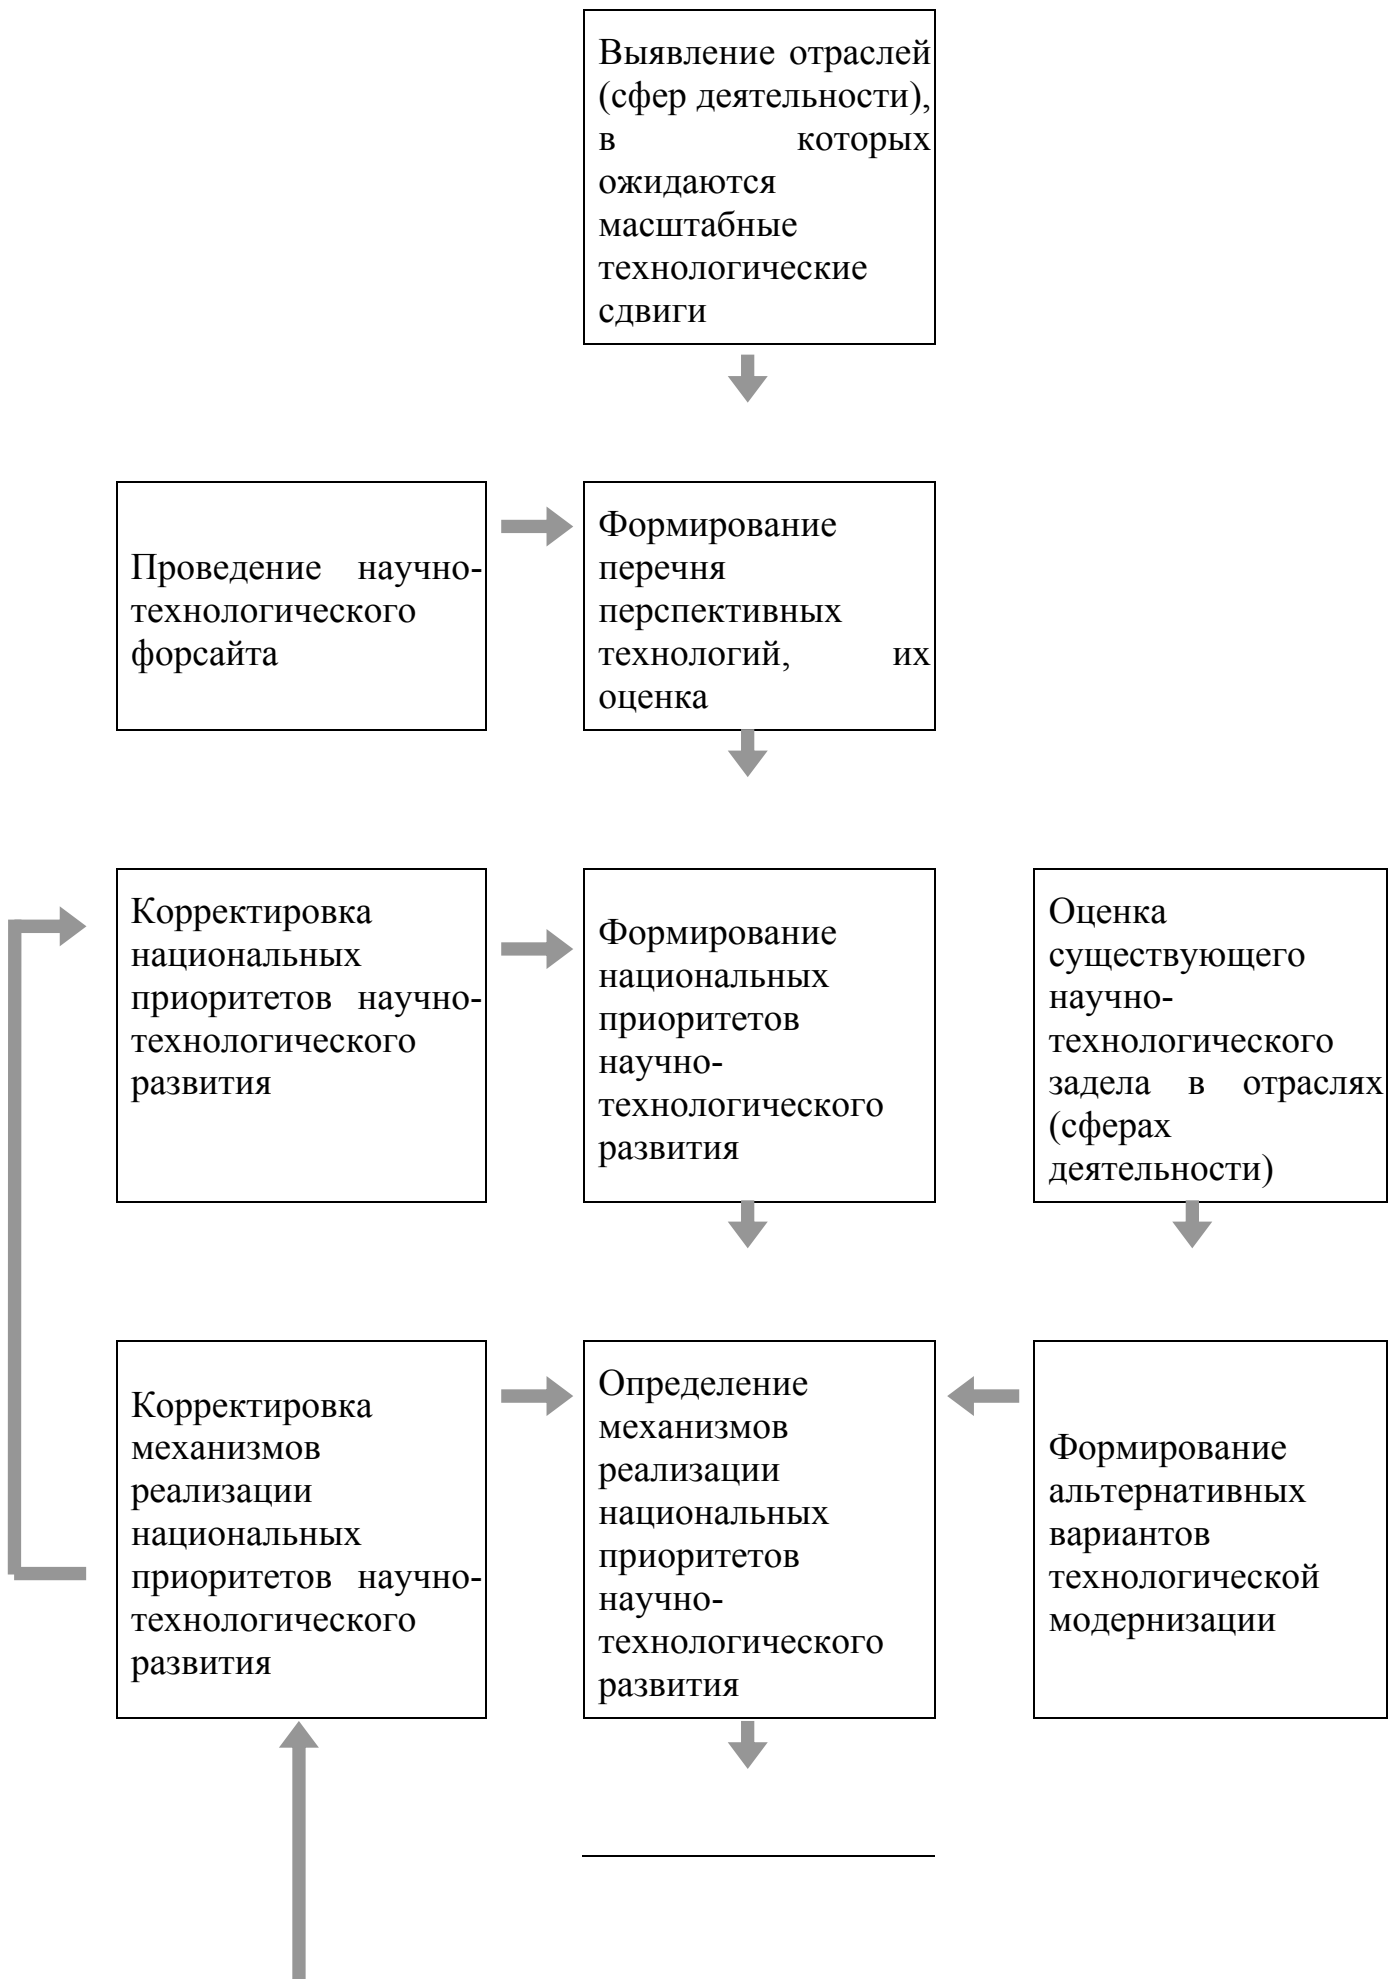 Выявление отраслей
(сфер деятельности),
в которых
ожидаются
масштабные
технологические
сдвиги
Проведение научно-
технологического
форсайта
Формирование
перечня
перспективных
технологий, их
оценка
Корректировка
национальных
приоритетов научно-
технологического
развития
Формирование
национальных
приоритетов
научно-
технологического
развития
Оценка
существующего
научно-
технологического
задела в отраслях
(сферах
деятельности)
Корректировка
механизмов
реализации
национальных
приоритетов научно-
технологического
развития
Определение
механизмов
реализации
национальных
приоритетов
научно-
технологического
развития
Формирование
альтернативных
вариантов
технологической
модернизации